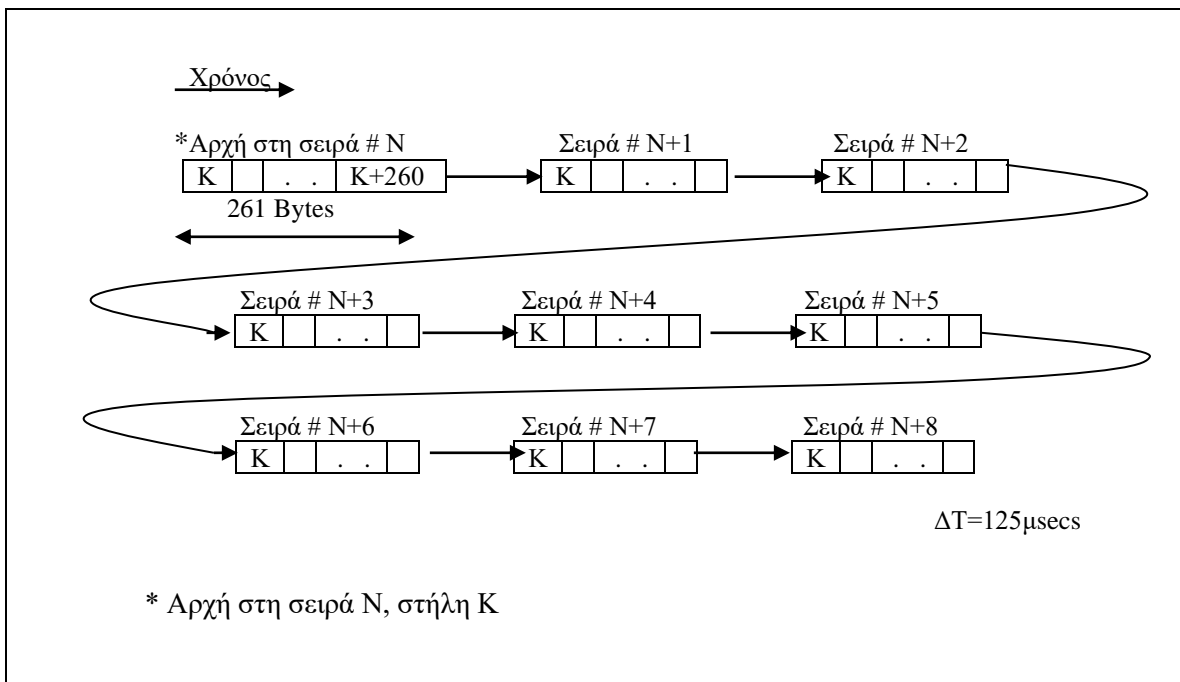 Χρόνος
*Αρχή στη σειρά # N Σειρά # N+1 Σειρά # N+2
K . . K+260 K . . K . .
261 Bytes
Σειρά # N+3 Σειρά # N+4 Σειρά # N+5
K . . K . . K . .
Σειρά # N+6 Σειρά # N+7 Σειρά # N+8
K . . K . . K . .
ΔΤ=125μsecs
* Αρχή στη σειρά N, στήλη K